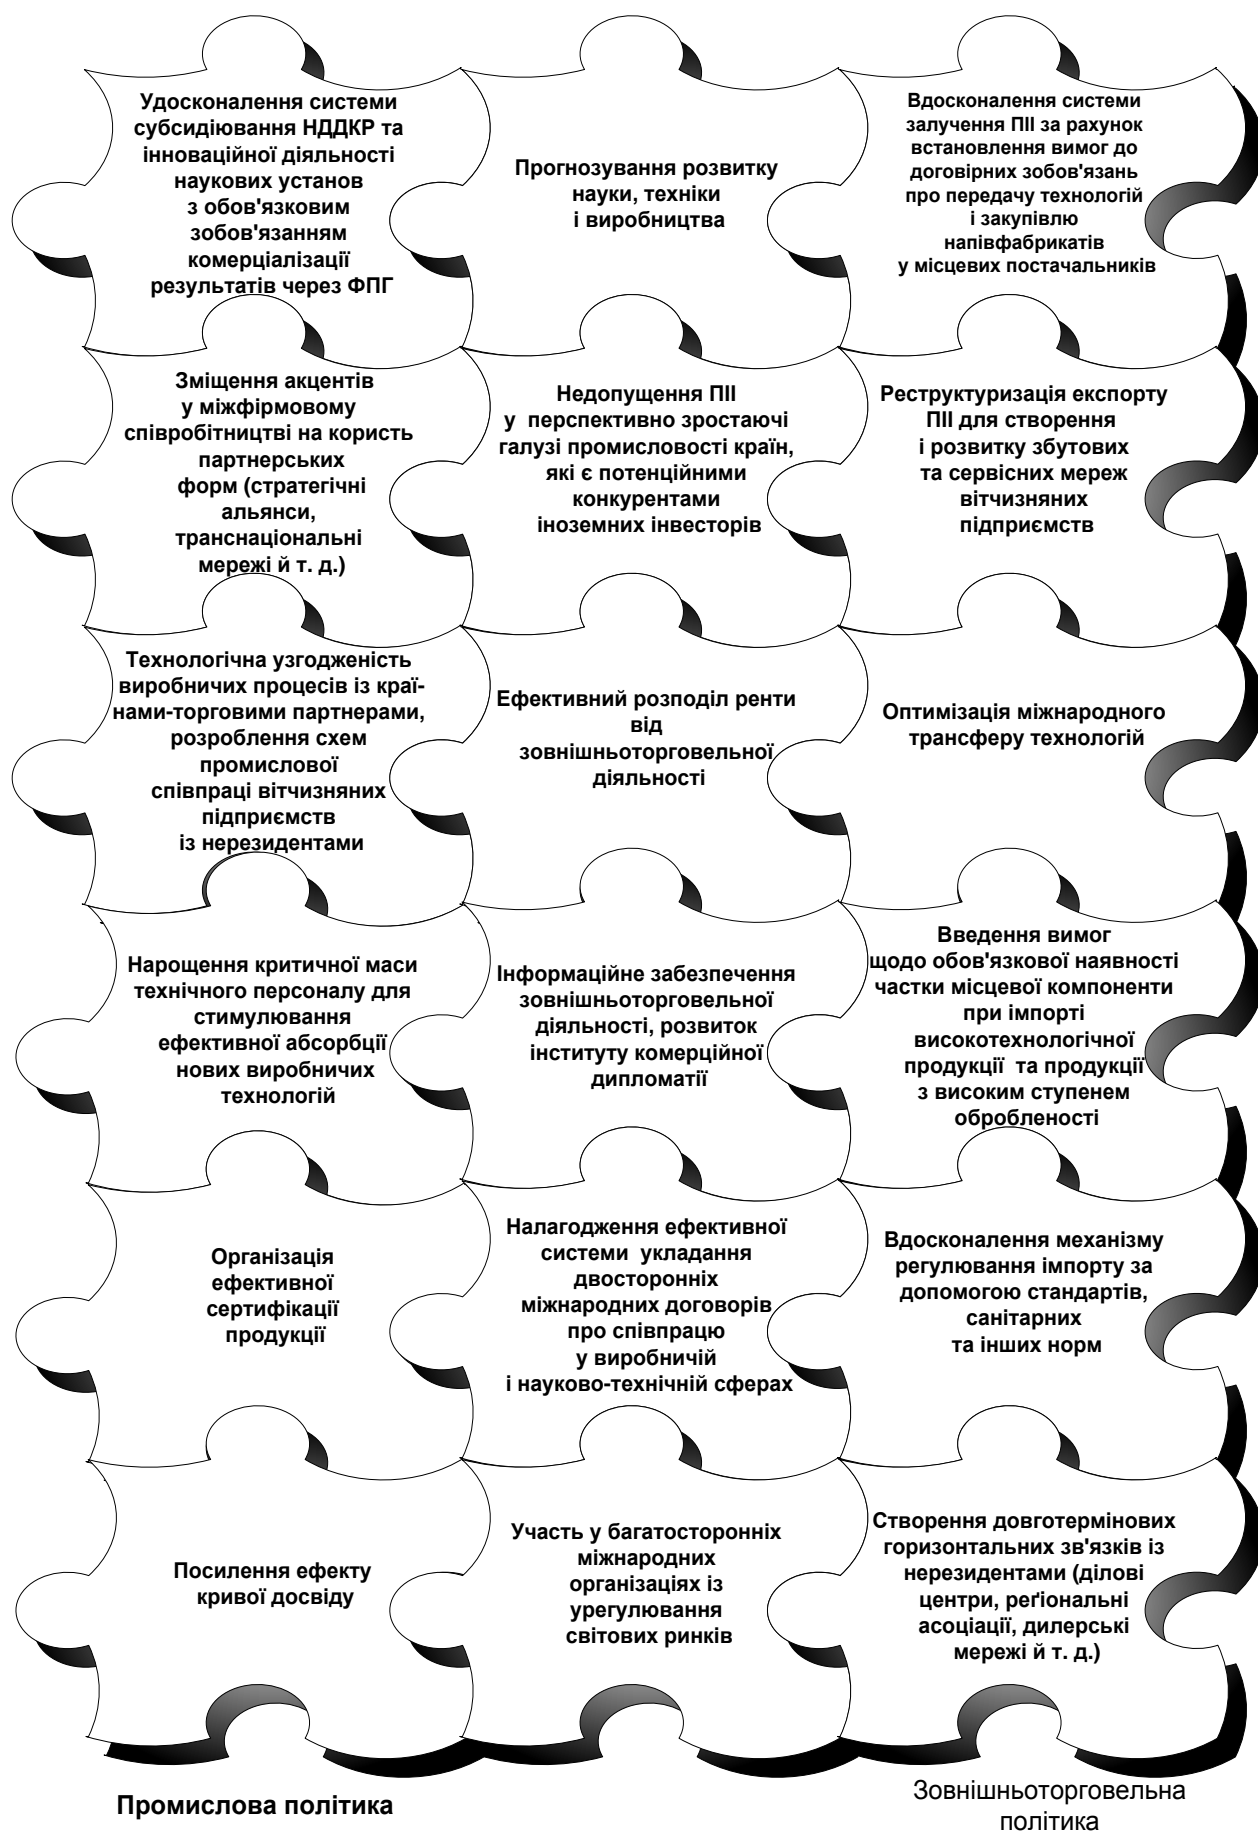 Удосконалення системи
субсидіювання НДДКР та
інноваційної діяльності
наукових установ
з обов'язковим
зобов'язанням
комерціалізації
результатів через ФПГ
Прогнозування розвитку
науки, техніки
і виробництва
Вдосконалення системи
залучення ПІІ за рахунок
встановлення вимог до
договірних зобов'язань
про передачу технологій
і закупівлю
напівфабрикатів
у місцевих постачальників
Зміщення акцентів
у міжфірмовому
співробітництві на користь
партнерських
форм (стратегічні
альянси,
транснаціональні
мережі й т. д.)
Недопущення ПІІ
у перспективно зростаючі
галузі промисловості країн,
які є потенційними
конкурентами
іноземних інвесторів
Реструктуризація експорту
ПІІ для створення
і розвитку збутових
та сервісних мереж
вітчизняних
підприємств
Технологічна узгодженість
виробничих процесів із краї-
нами-торговими партнерами,
розроблення схем
промислової
співпраці вітчизняних
підприємств
із нерезидентами
Ефективний розподіл ренти
від
зовнішньоторговельної
діяльності
Оптимізація міжнародного
трансферу технологій
Нарощення критичної маси
технічного персоналу для
стимулювання
ефективної абсорбції
нових виробничих
технологій
Інформаційне забезпечення
зовнішньоторговельної
діяльності, розвиток
інституту комерційної
дипломатії
Введення вимог
щодо обов'язкової наявності
частки місцевої компоненти
при імпорті
високотехнологічної
продукції та продукції
з високим ступенем
обробленості
Організація
ефективної
сертифікації
продукції
Налагодження ефективної
системи укладання
двосторонніх
міжнародних договорів
про співпрацю
у виробничій
і науково-технічній сферах
Вдосконалення механізму
регулювання імпорту за
допомогою стандартів,
санітарних
та інших норм
Посилення ефекту
кривої досвіду
Участь у багатосторонніх
міжнародних
організаціях із
урегулювання
світових ринків
Створення довготермінових
горизонтальних зв'язків із
нерезидентами (ділові
центри, реґіональні
асоціації, дилерські
мережі й т. д.)
Промислова політика
Зовнішньоторговельна
політика